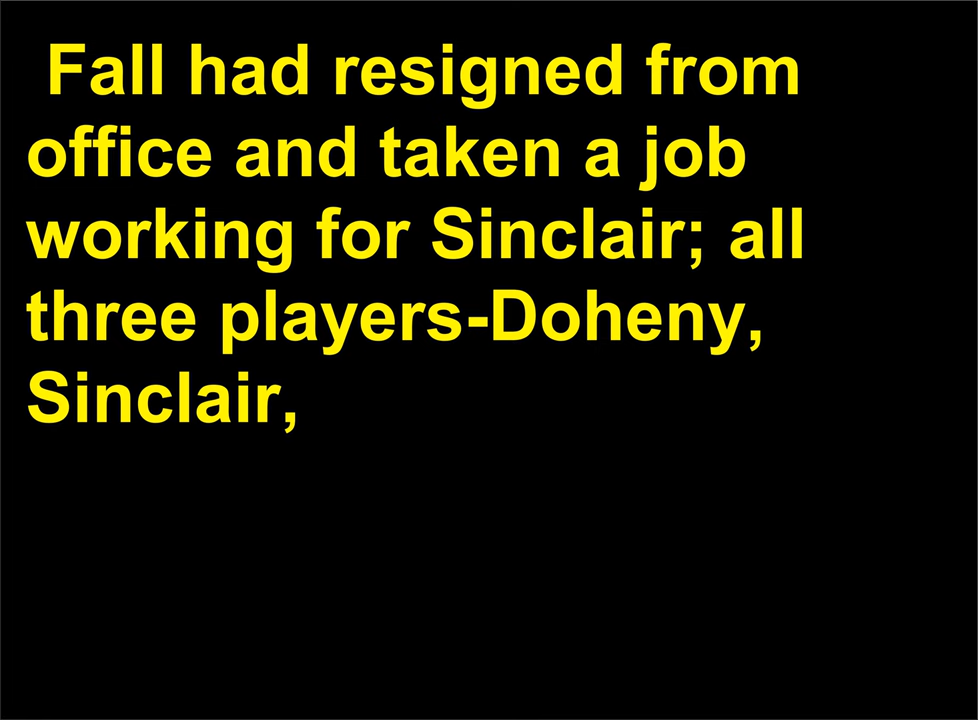 Fall had resigned from
office and taken a job
working for Sinclair; all
three players-Doheny,
Sinclair,